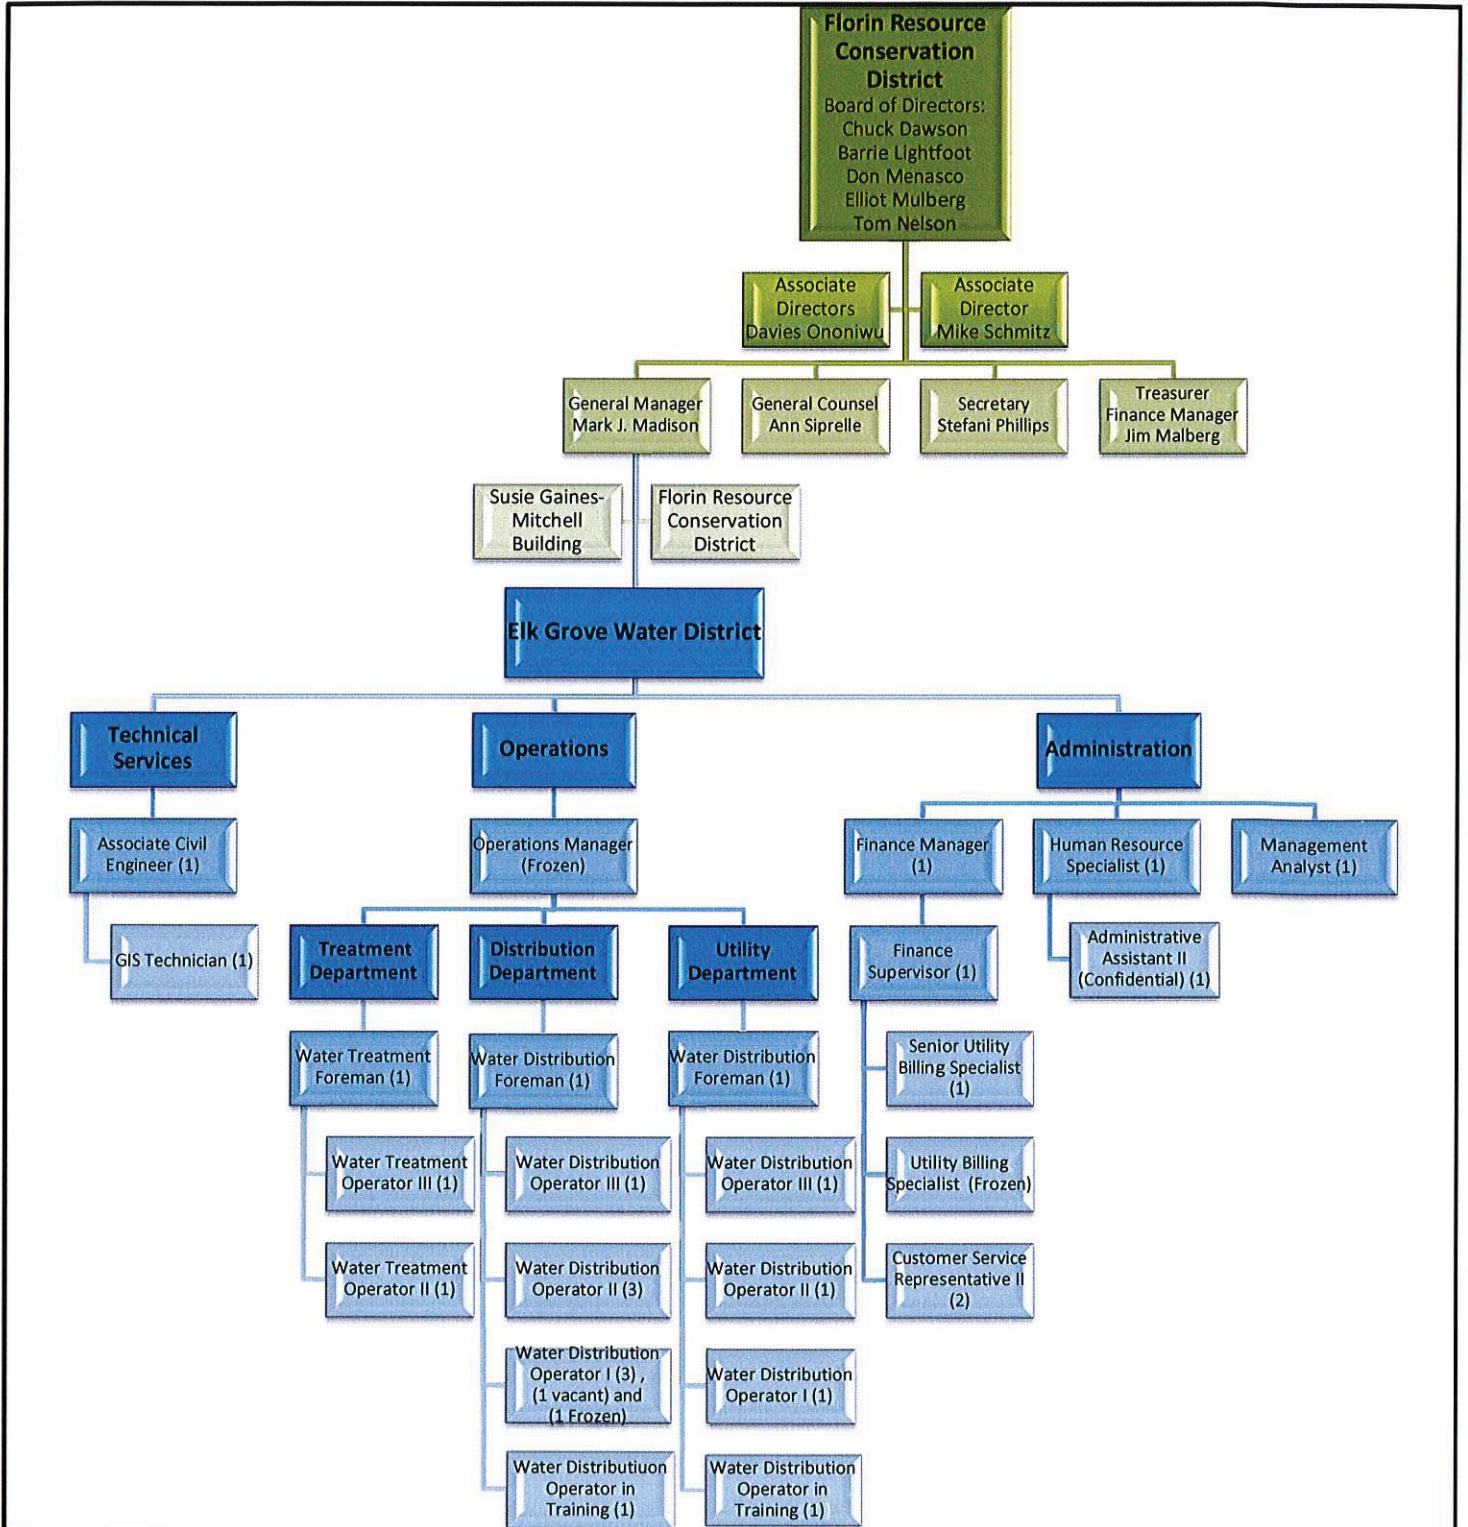 Florin Resource
Conservation
District
Board of Directors:
Chuck Dawson
Barrie Lightfoot
Don Menasco
Elliot Mulberg
Tom Nelson
Associate
Directors
Davies Ononiwu
Associate
Director
Mike Schmitz
General Manager
Mark J. Madison
General Counsel
Ann Siprelle
Secretary
Stefani Phillips
Treasurer
Finance Manager
Jim Malberg
Susie Gaines-
Mitchell
Building
Florin Resource
Conservation
District
Elk Grove Water District
Technical
Services
Operations
Administration
Associate Civil
Engineer (1)
Operations Manager
(Frozen)
Finance Manager
(1)
Human Resource
Specialist (1)
Management
Analyst (1)
GIS Technician (1)
Treatment
Department
Distribution
Department
Utility
Department
Finance
Supervisor (1)
Administrative
Assistant II
(Confidential) (1)
Water Treatment
Foreman (1)
Water Distribution
Foreman (1)
Water Distribution
Foreman (1)
Senior Utility
Billing Specialist
(1)
Water Treatment
Operator III (1)
Water Distribution
Operator III (1)
Water Distribution
Operator III (1)
Utility Billing
Specialist (Frozen)
Water Treatment
Operator II (1)
Water Distribution
Operator II (3)
Water Distribution
Operator II (1)
Customer Service
Representative II
(2)
Water Distribution
Operator I (3) ,
(1 vacant) and
(1 Frozen)
Water Distribution
Operator I (1)
Water Distributiuon
Operator in
Training (1)
Water Distribution
Operator in
Training (1)